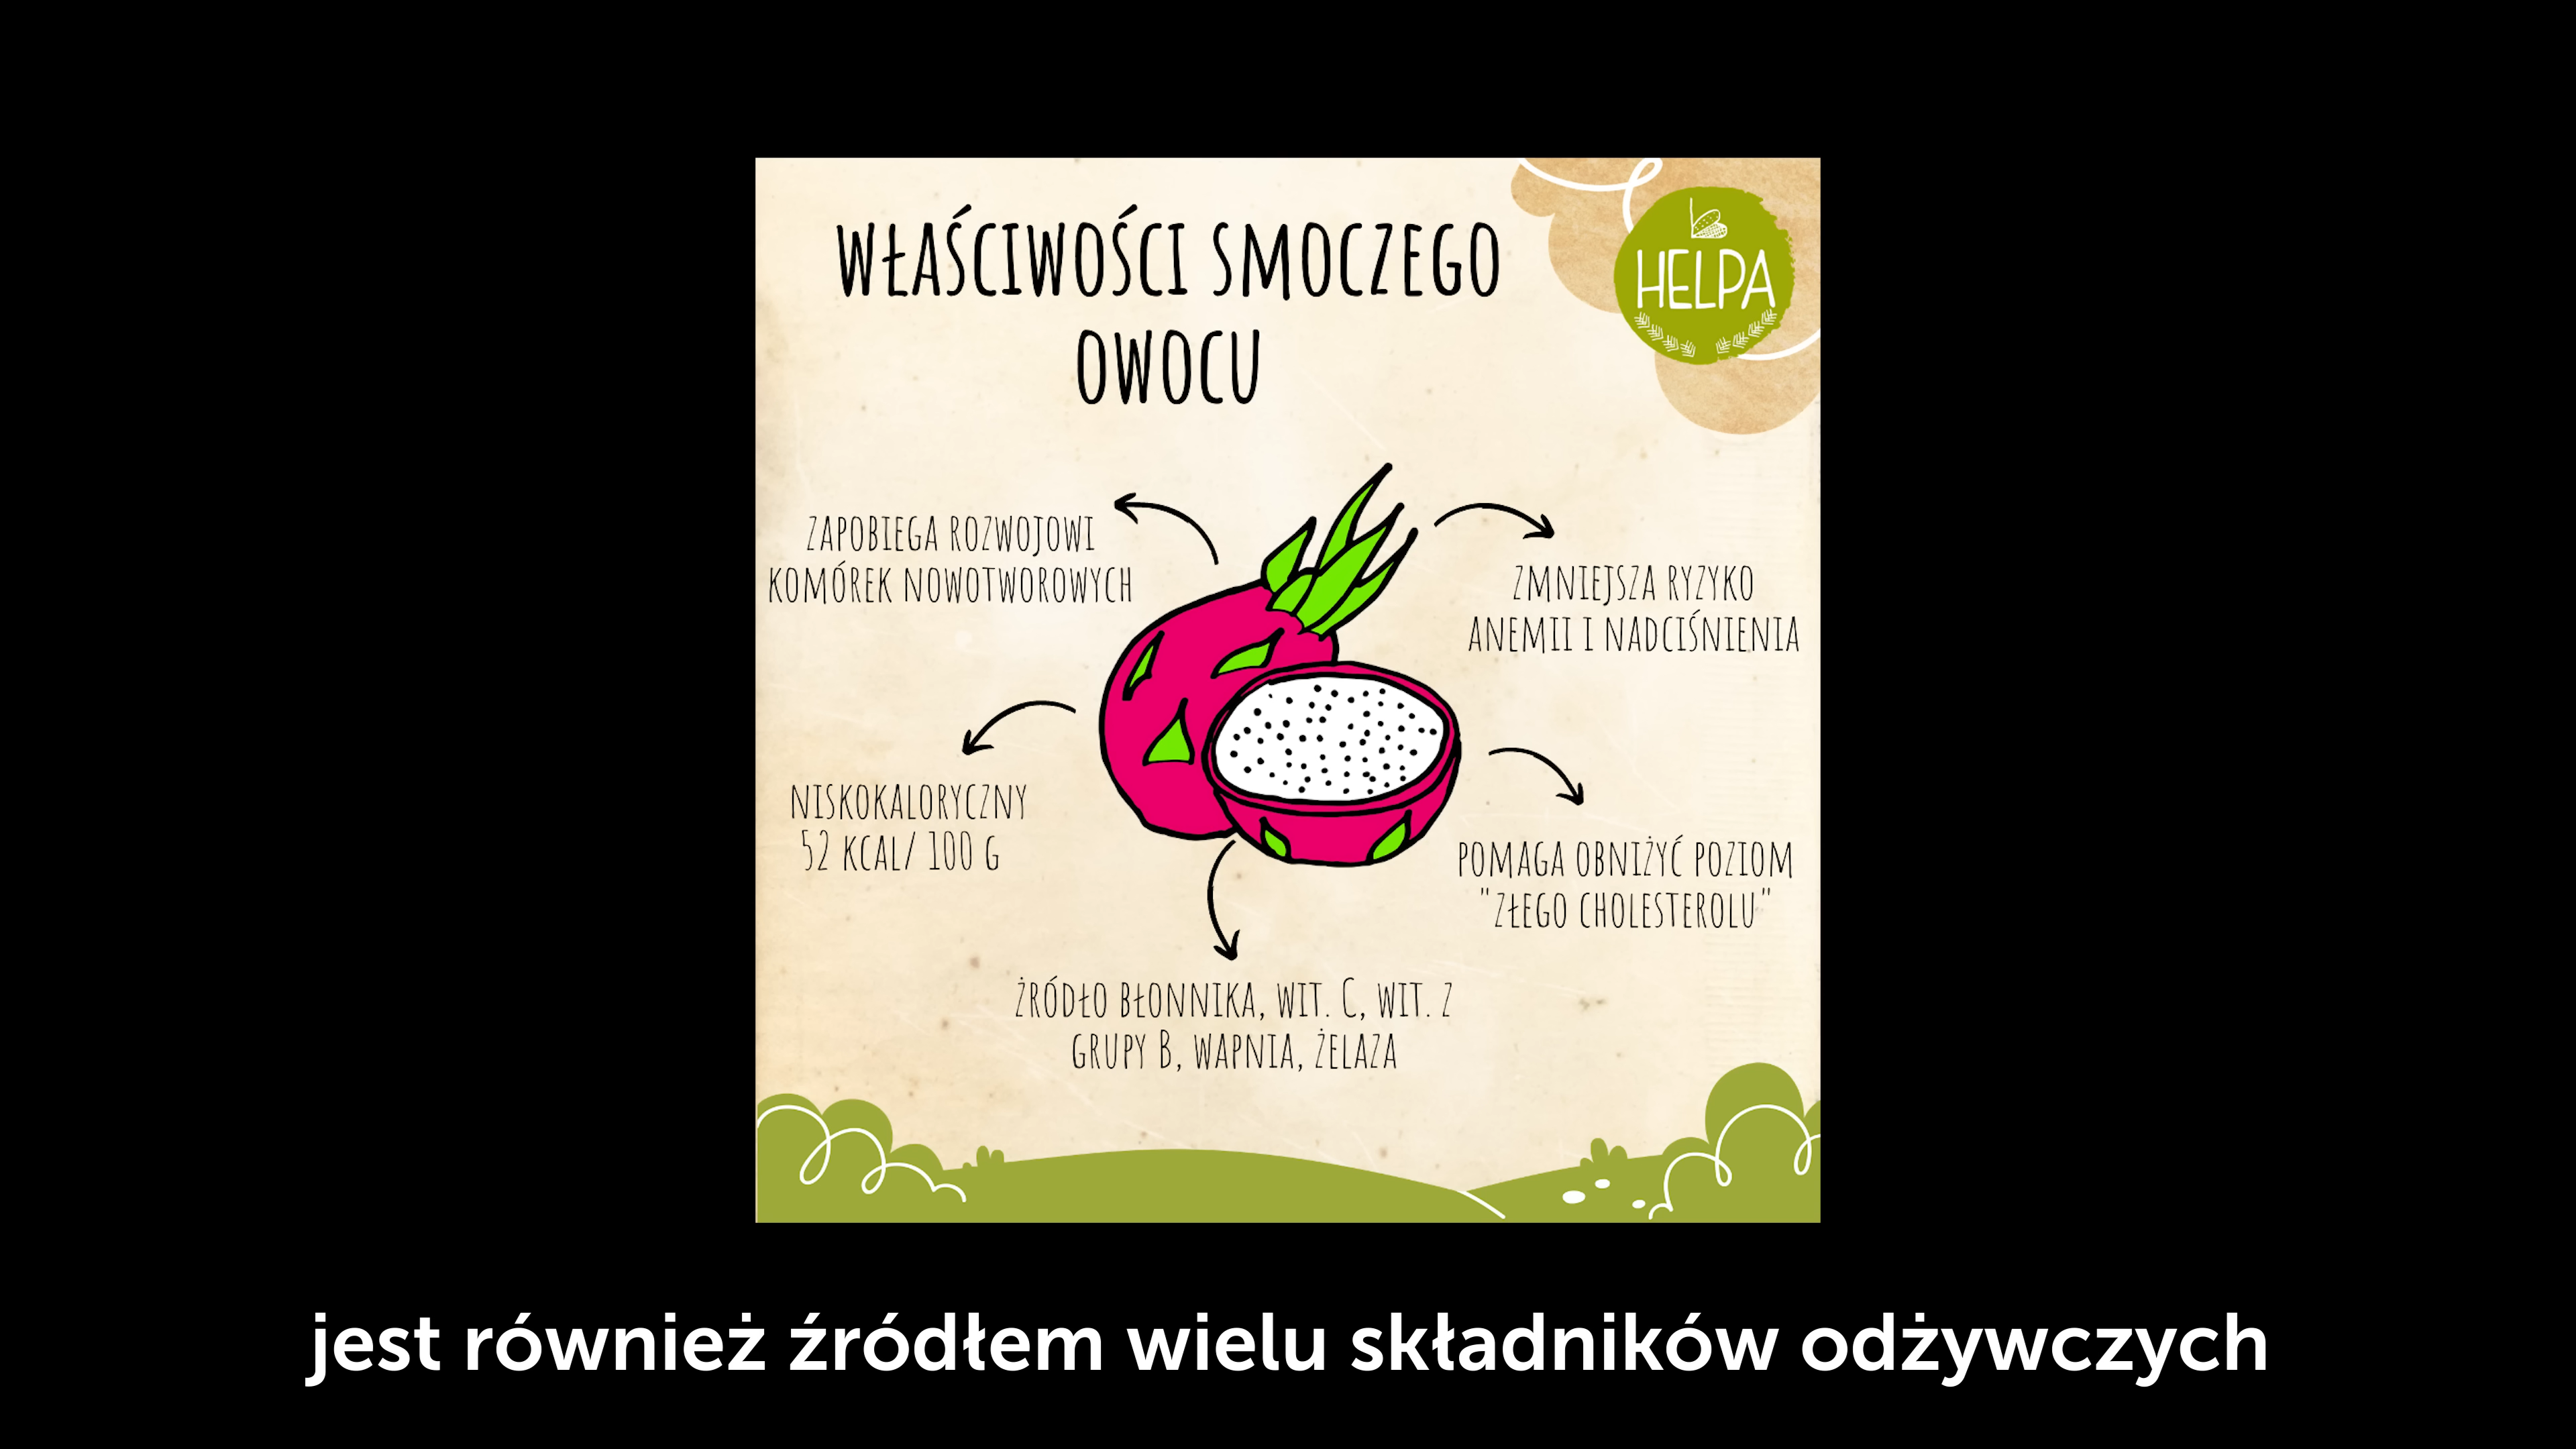 WŁAŚCIWOŚCI SMOCZEGO
OWOCU
HELPA
ZAPOBIEGA ROZWOJOWI
KOMÓREK NOWOTWOROWYCH
ZMNIEJSZA RYZYKO
ANEMII I NADCIŚNIENIA
NISKOKALORYCZNY
52 KCAL/ 100 G
POMAGA OBNIŻYĆ POZIOM
"ZŁEGO CHOLESTEROLU"
ŻRÓDŁO BŁONNIKA, WIT. C, WIT. Z
GRUPY B, WAPNIA, ŻELAZA
jest również źródłem wielu składników odżywczych